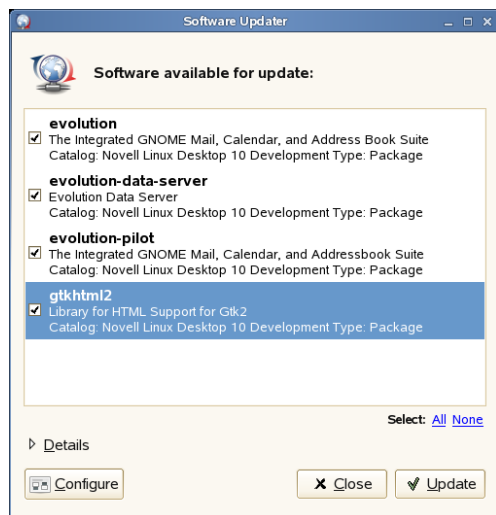 Software Updater
Software available for update:
evolution
The Integrated GNOME Mail, Calendar, and Address Book Suite
Catalog: Novell Linux Desktop 10 Development Type: Package
evolution-data-server
Evolution Data Server
Catalog: Novell Linux Desktop 10 Development Type: Package
evolution-pilot
The Integrated GNOME Mail, Calendar, and Addressbook Suite
Catalog: Novell Linux Desktop 10 Development Type: Package
gtkhtml2
Library for HTML Support for Gtk2
Catalog: Novell Linux Desktop 10 Development Type: Package
Select: All None
Details
Configure Close Update